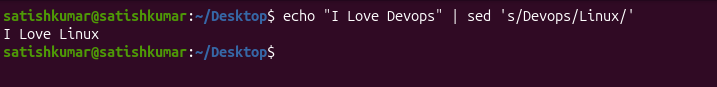 satishkumar@satishkumar:~/Desktop$ echo "I Love Devops" | sed 's/Devops/Linux/'
I Love Linux
satishkumar@satishkumar:~/Desktop$